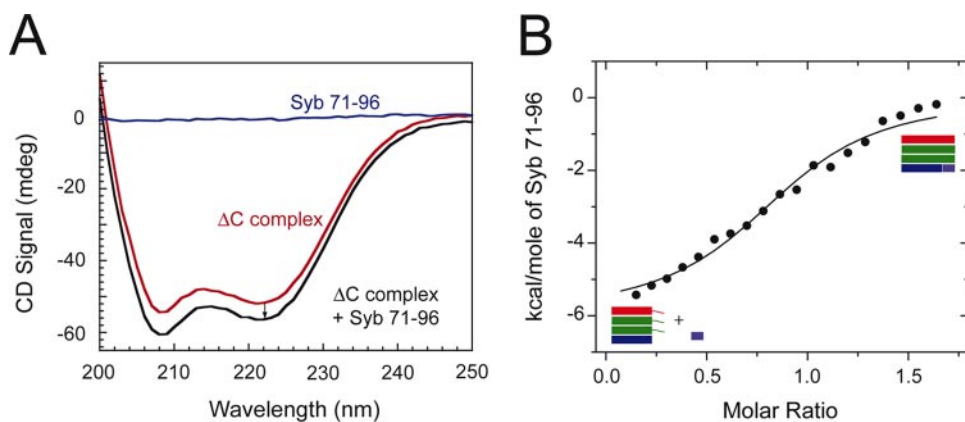 A
CD Signal (mdeg)
0
-20
-40
-60
Syb 71-96
ΔC complex
ΔC complex
+ Syb 71-96
200 210 220 230 240 250
Wavelength (nm)
B
kcal/mole of Syb 71-96
0
-2
-4
-6
+
0.0 0.5 1.0 1.5
Molar Ratio